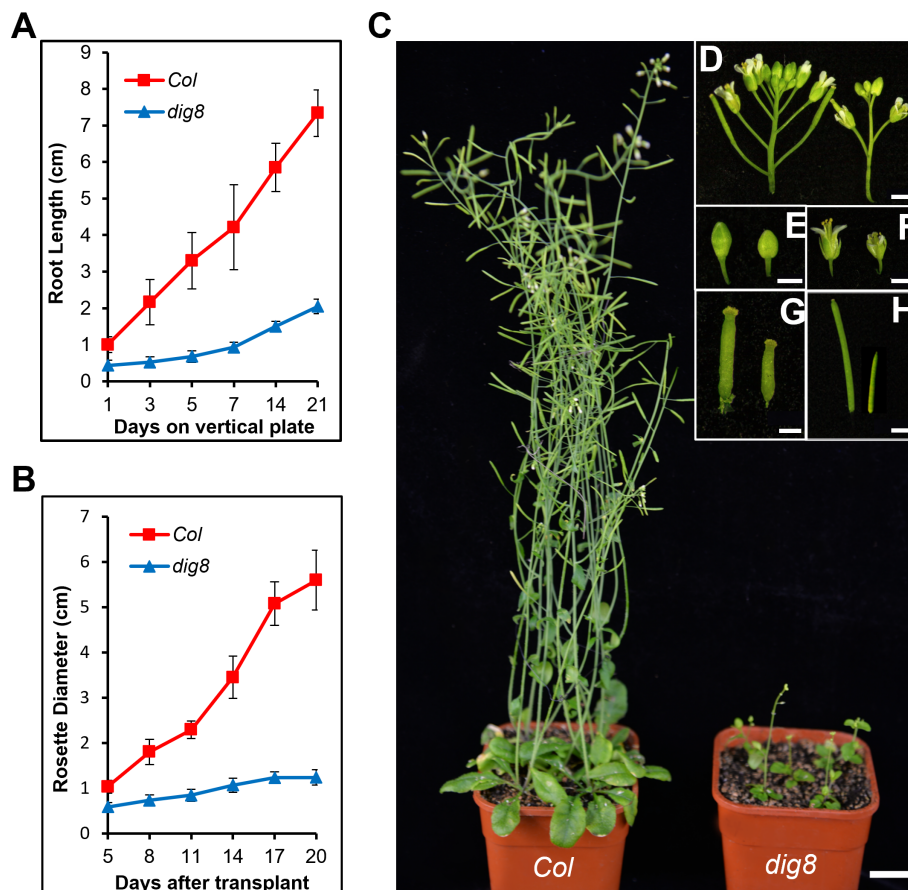 A
9
8
7
6
5
4
3
2
1
0
Root Length (cm)
Col
dig8
1 3 5 7 14 21
Days on vertical plate
B
7
6
5
4
3
2
1
0
Rosette Diameter (cm)
Col
dig8
5 8 11 14 17 20
Days after transplant
C
Col
dig8
D
E
F
G
H